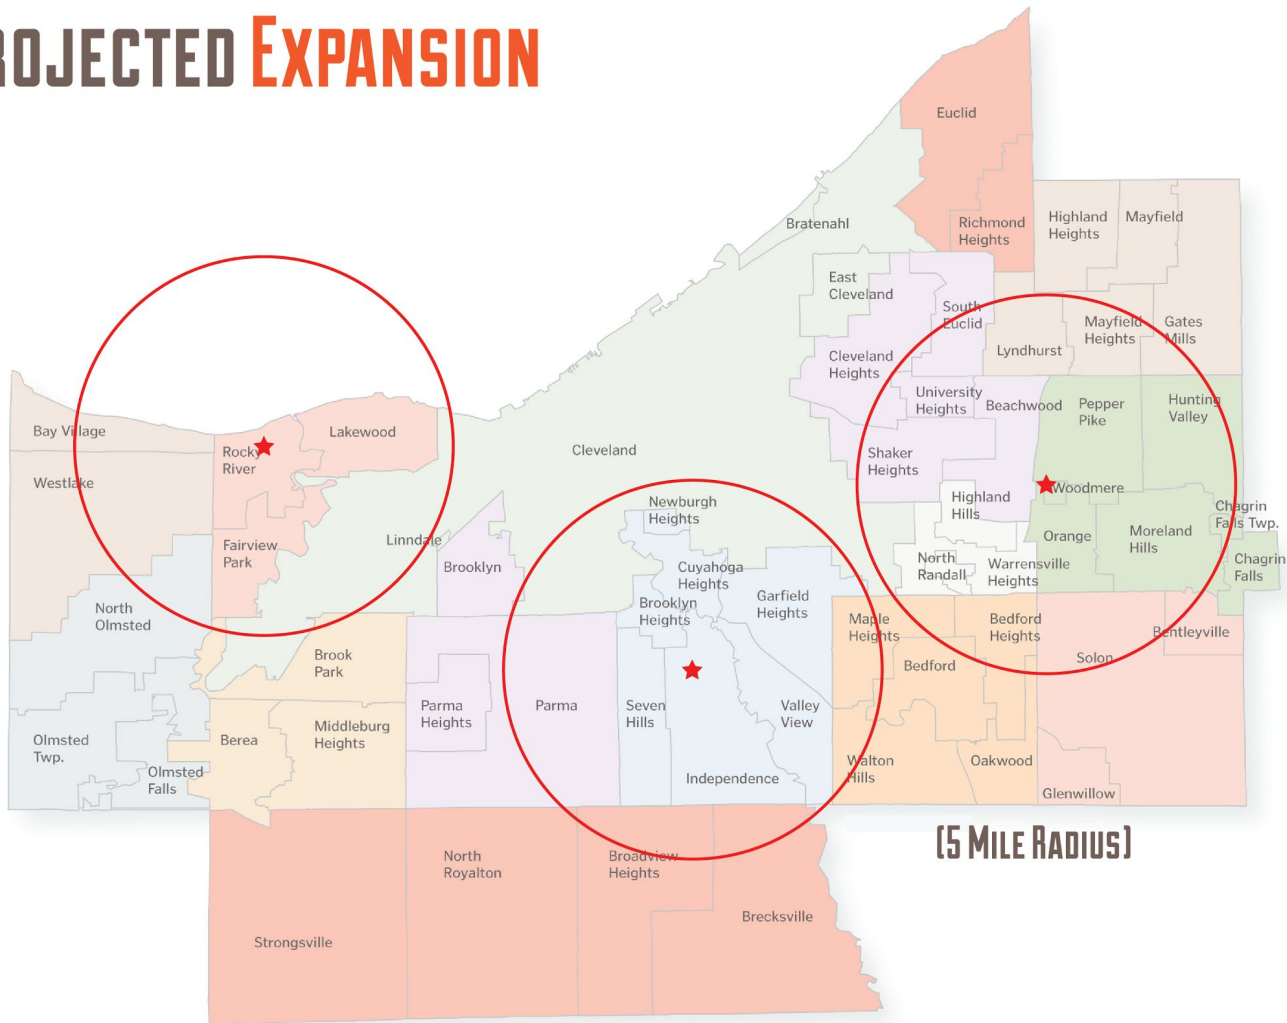 ROJECTED EXPANSION
Euclid
Bratenahl
Richmond
Heights
Highland
Heights
Mayfield
East
Cleveland
South
Euclid
Cleveland
Heights
Lyndhurst
Mayfield
Heights
Gates
Mills
University
Heights
Beachwood
Pepper
Pike
Hunting
Valley
Bay Village
Rocky
River
Lakewood
Cleveland
Shaker
Heights
Westlake
Woodmere
Highland
Hills
Newburgh
Heights
Chagrin
Falls Twp.
Orange
Moreland
Hills
Linndale
Fairview
Park
Brooklyn
Cuyahoga
Heights
North
Randall
Warrensville
Heights
Chagrin
Falls
Garfield
Heights
Brooklyn
Heights
North
Olmsted
Maple
Heights
Bedford
Heights
Bentleyville
Brook
Park
Bedford
Solon
Parma
Heights
Parma
Seven
Hills
Valley
View
Olmsted
Twp.
Berea
Middleburg
Heights
Olmsted
Falls
Independence
Walton
Hills
Oakwood
Glenwillow
(5 MILE RADIUS)
North
Royalton
Broadview
Heights
Brecksville
Strongsville